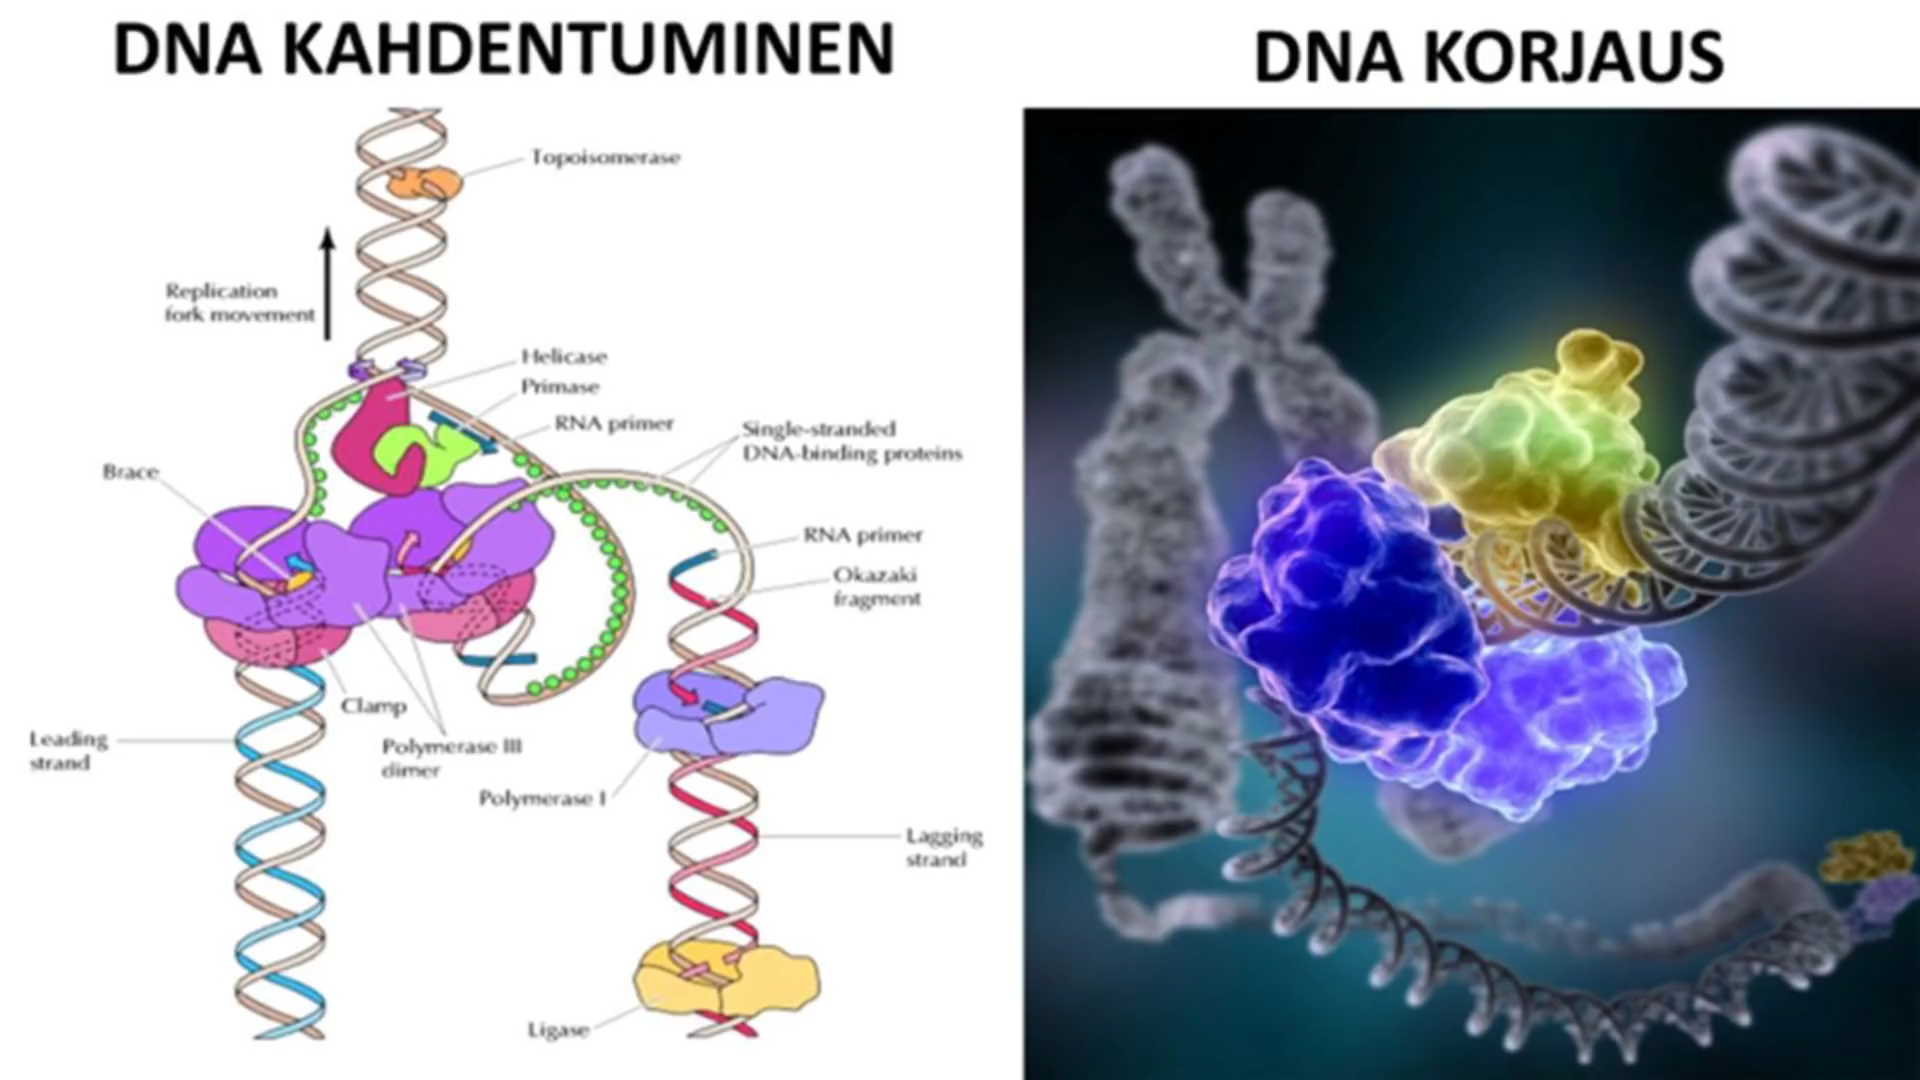 DNA KAHDENTUMINEN
DNA KORJAUS
Topoisomerase
Replication
fork movement
Helicase
Primase
RNA primer
Single-stranded
DNA-binding proteins
Brace
RNA primer
Okazaki
fragment
Clamp
Leading
strand
Polymerase III
dimer
Polymerase I
Lagging
strand
Ligase